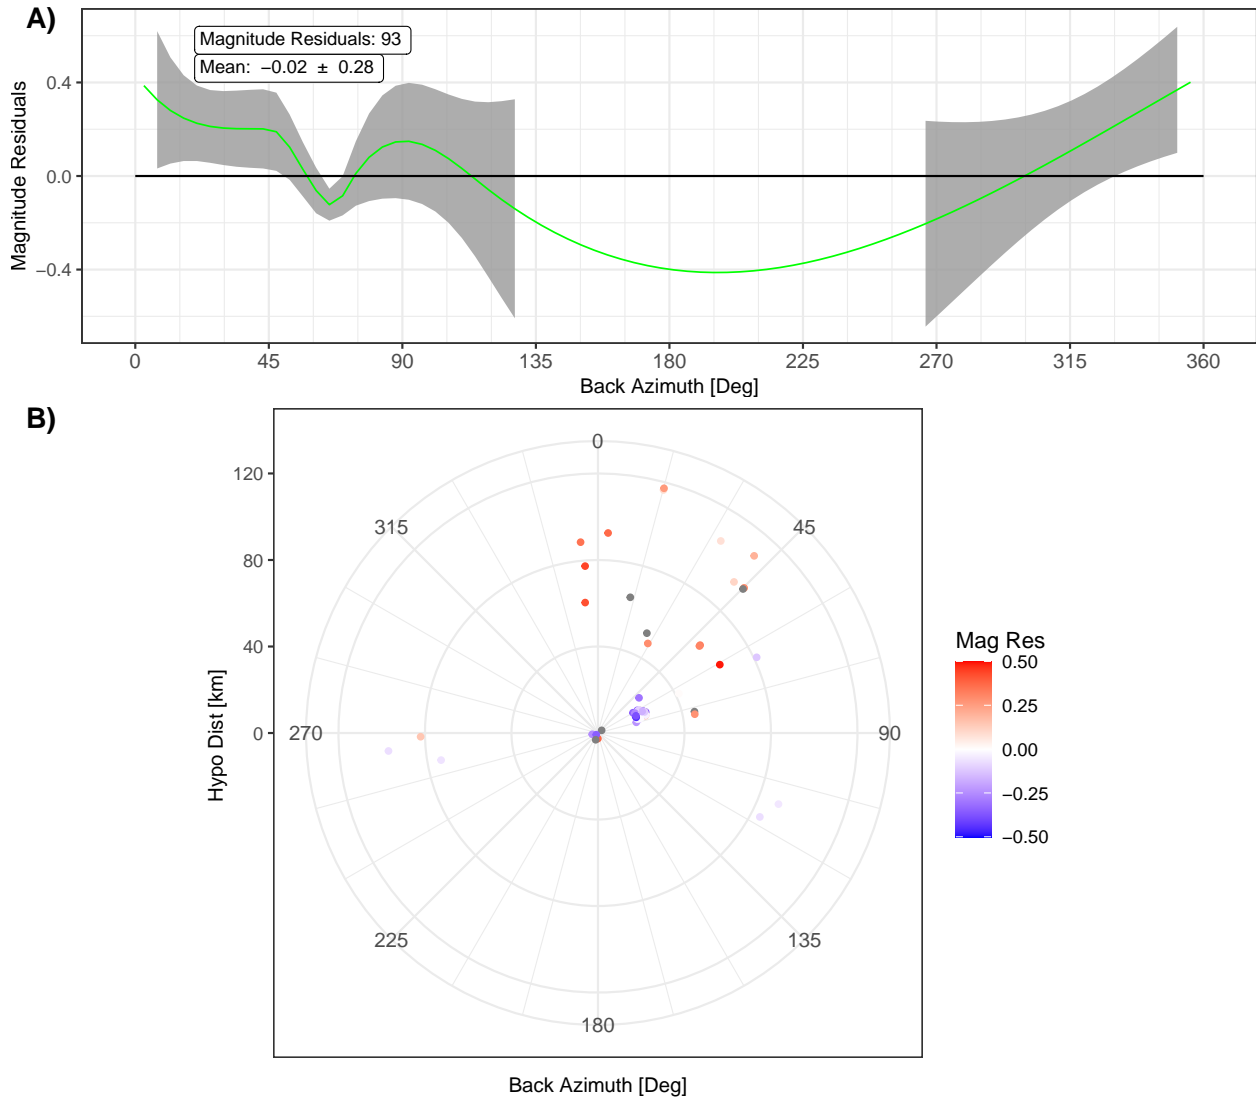 A)
Magnitude Residuals: 93
Mean: −0.02 ± 0.28
Magnitude Residuals
0.4
0.0
−0.4
0 45 90 135 180 225 270 315 360
Back Azimuth [Deg]
B)
Hypo Dist [km]
120
80
40
0
0
45
90
135
180
225
270
315
Back Azimuth [Deg]
Mag Res
0.50
0.25
0.00
−0.25
−0.50